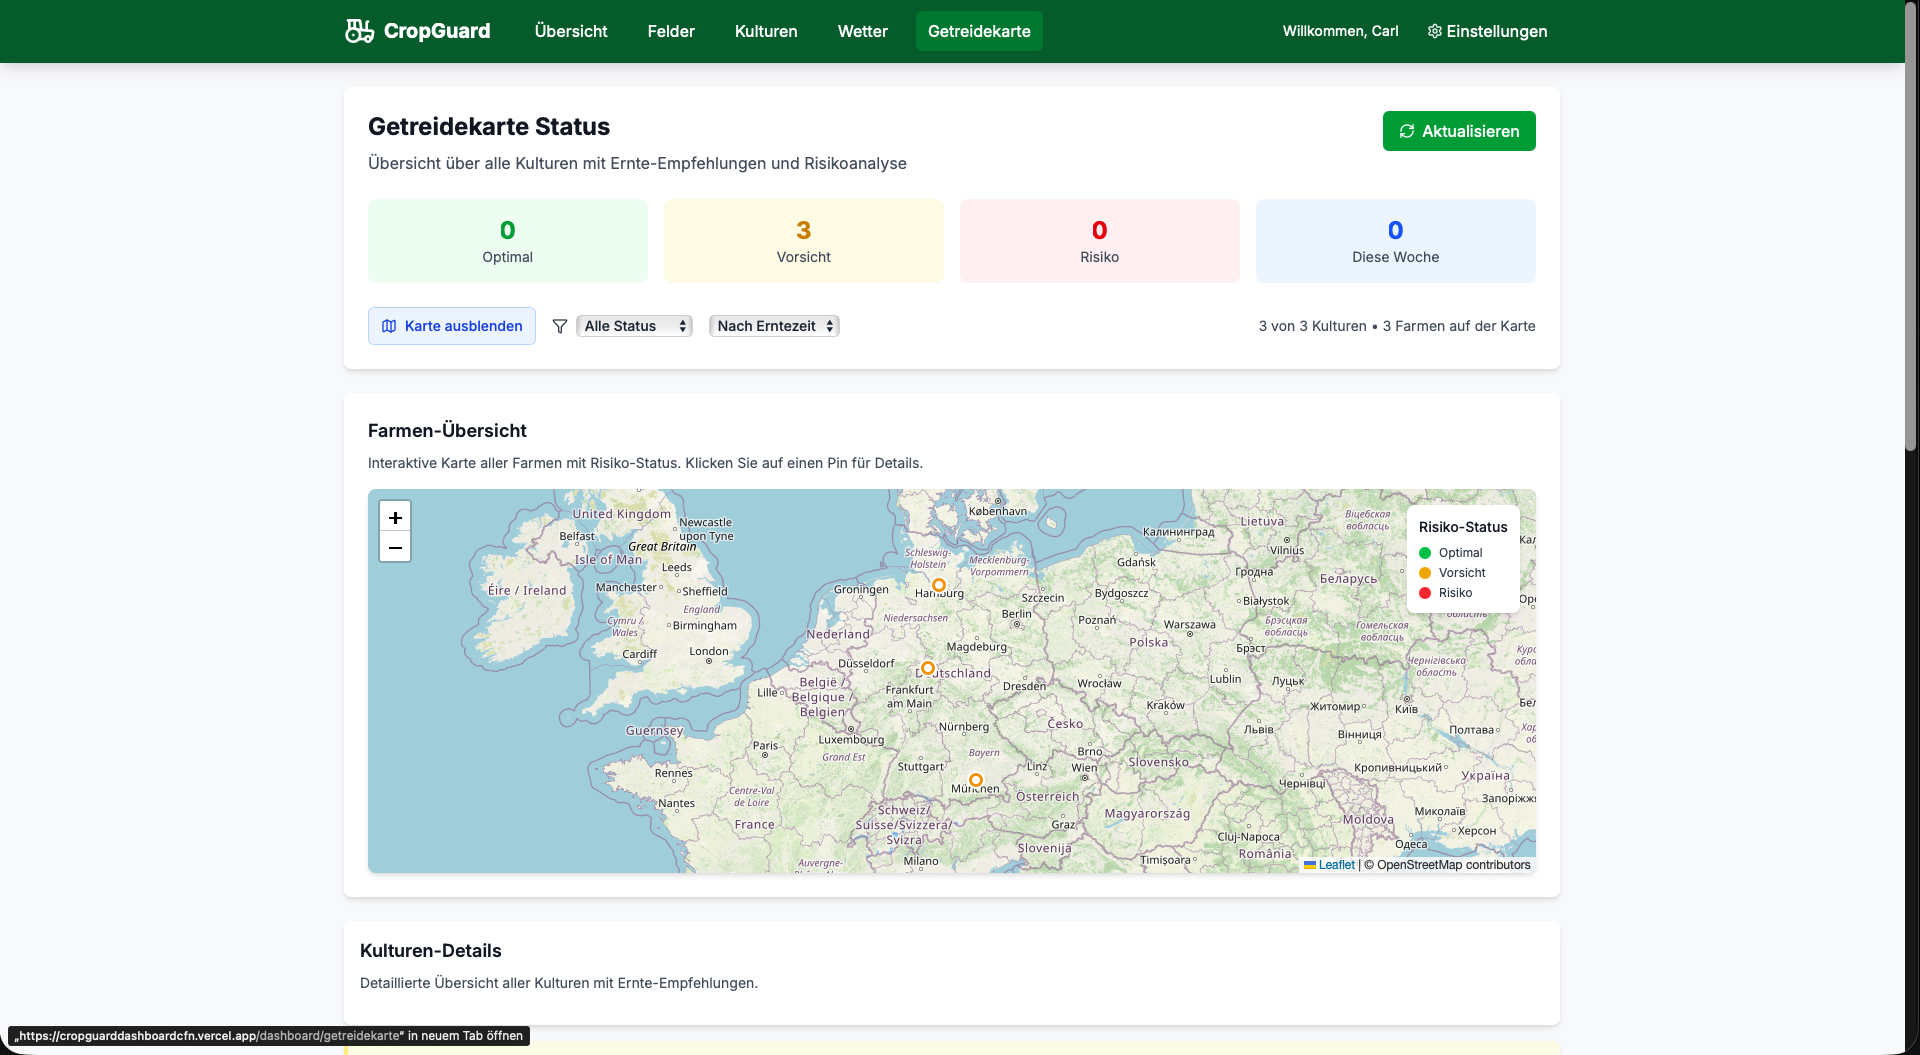 CropGuard
Übersicht
Felder
Kulturen
Wetter
Getreidekarte
Willkommen, Carl
Einstellungen
Getreidekarte Status
Aktualisieren
Übersicht über alle Kulturen mit Ernte-Empfehlungen und Risikoanalyse
0
Optimal
3
Vorsicht
0
Risiko
0
Diese Woche
Karte ausblenden
Alle Status
Nach Erntezeit
3 von 3 Kulturen • 3 Farmen auf der Karte
Farmen-Übersicht
Interaktive Karte aller Farmen mit Risiko-Status. Klicken Sie auf einen Pin für Details.
+
−
Risiko-Status
Optimal
Vorsicht
Risiko
United Kingdom
Newcastle
upon Tyne
Belfast
Great Britain
Isle of Man
Leeds
Éire / Ireland
Manchester
Sheffield
England
Birmingham
Cymru /
Wales
Cardiff
London
Guernsey
København
Schleswig-
Holstein
Mecklenburg-
Vorpommern
Groningen
Hamburg
Szczecin
Niedersachsen
Berlin
Nederland
Magdeburg
Düsseldorf
Deutschland
België /
Belgique /
Belgien
Lille
Frankfurt
am Main
Dresden
Luxembourg
Nürnberg
Paris
Grand Est
Bayern
Rennes
Stuttgart
München
Nantes
Centre-Val
de Loire
France
Schweiz/
Suisse/Svizzera/
Svizra
Milano
Auvergne-
Калининград
Gdańsk
Bydgoszcz
Poznań
Warszawa
Polska
Wrocław
Lublin
Kraków
Česko
Brno
Linz
Wien
Slovensko
Österreich
Graz
Magyarország
Slovenija
Timișoara
Cluj-Napoca
România
Lietuva
Vilnius
Віцебская
вобласць
Гродна
Беларусь
Białystok
Брэсцкая
вобласць
Гомельская
вобласць
Брэст
Луцьк
Чернігівська
область
Житомир
Київ
Львів
Вінниця
Полтава
Кропивницький
Україна
Чернівці
Запоріжжя
Миколаїв
Moldova
Херсон
Одеса
Leaflet | © OpenStreetMap contributors
Kulturen-Details
Detaillierte Übersicht aller Kulturen mit Ernte-Empfehlungen.
„https://cropguarddashboardcfn.vercel.app/dashboard/getreidekarte“ in neuem Tab öffnen